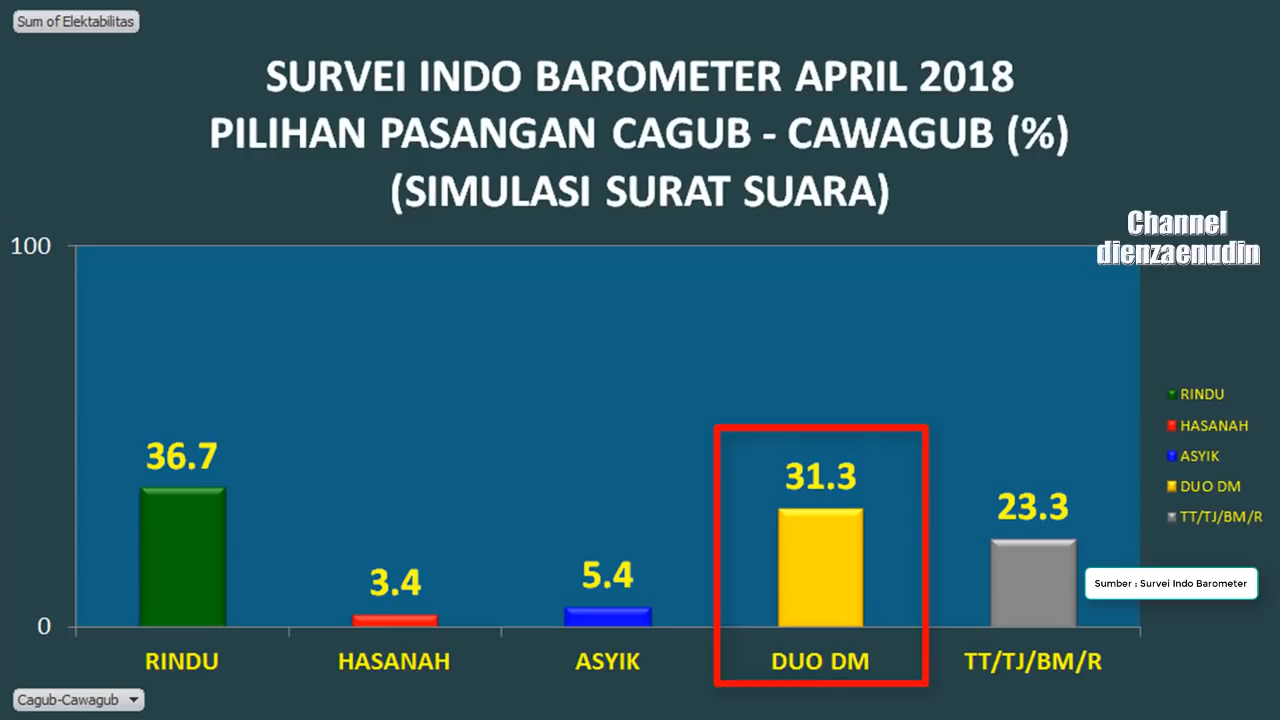 Sum of Elektabilitas
SURVEI INDO BAROMETER APRIL 2018
PILIHAN PASANGAN CAGUB - CAWAGUB (%)
(SIMULASI SURAT SUARA)
Channel
dienzaenudin
100
0
36.7
3.4
5.4
31.3
23.3
RINDU
HASANAH
ASYIK
DUO DM
TT/TJ/BM/R
RINDU
HASANAH
ASYIK
DUO DM
TT/TJ/BM/R
Sumber : Survei Indo Barometer
Cagub-Cawagub